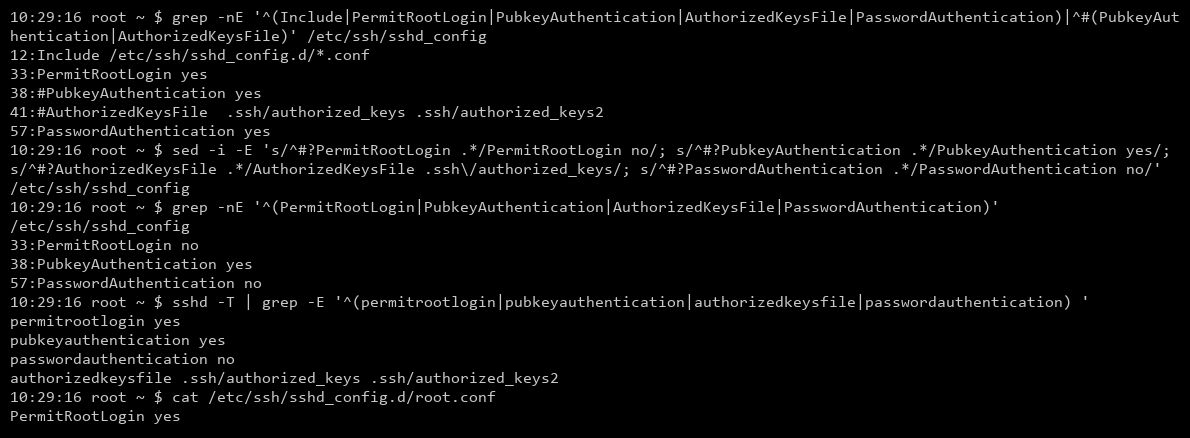 10:29:16 root ~ $ grep -nE '^(Include|PermitRootLogin|PubkeyAuthentication|AuthorizedKeysFile|PasswordAuthentication)|^#(PubkeyAut
hentication|AuthorizedKeysFile)' /etc/ssh/sshd_config
12:Include /etc/ssh/sshd_config.d/*.conf
33:PermitRootLogin yes
38:#PubkeyAuthentication yes
41:#AuthorizedKeysFile  .ssh/authorized_keys .ssh/authorized_keys2
57:PasswordAuthentication yes
10:29:16 root ~ $ sed -i -E 's/^#?PermitRootLogin .*/PermitRootLogin no/; s/^#?PubkeyAuthentication .*/PubkeyAuthentication yes/;
s/^#?AuthorizedKeysFile .*/AuthorizedKeysFile .ssh\/authorized_keys/; s/^#?PasswordAuthentication .*/PasswordAuthentication no/'
/etc/ssh/sshd_config
10:29:16 root ~ $ grep -nE '^(PermitRootLogin|PubkeyAuthentication|AuthorizedKeysFile|PasswordAuthentication)'
/etc/ssh/sshd_config
33:PermitRootLogin no
38:PubkeyAuthentication yes
57:PasswordAuthentication no
10:29:16 root ~ $ sshd -T | grep -E '^(permitrootlogin|pubkeyauthentication|authorizedkeysfile|passwordauthentication) '
permitrootlogin yes
pubkeyauthentication yes
passwordauthentication no
authorizedkeysfile .ssh/authorized_keys .ssh/authorized_keys2
10:29:16 root ~ $ cat /etc/ssh/sshd_config.d/root.conf
PermitRootLogin yes